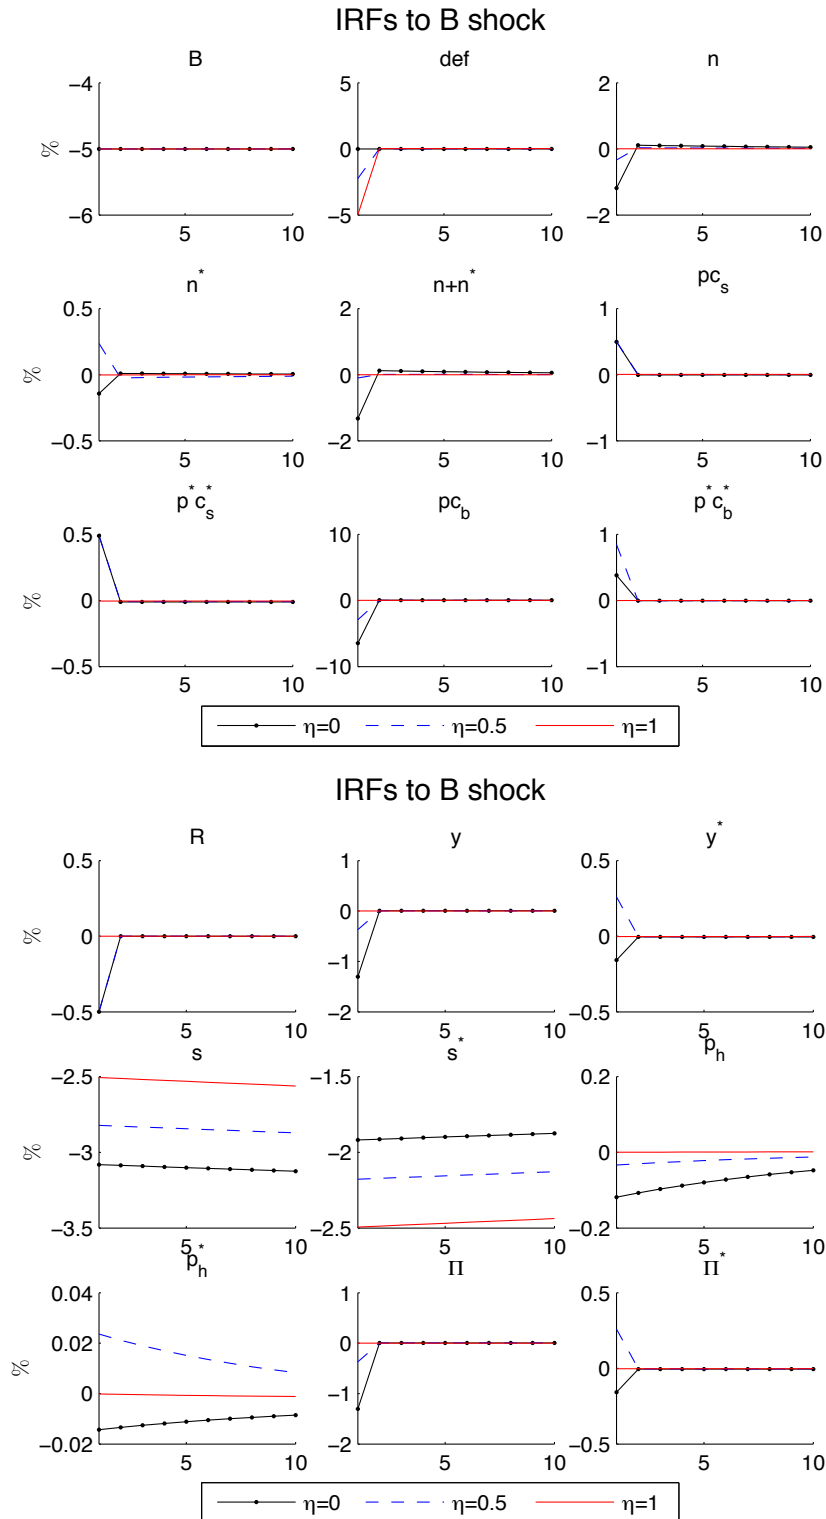 IRFs to B shock
B def n
-4 5 2
% -5 0 0
-6 -5 -2
5 10 5 10 5 10
n* n+n* pc_s
0.5 2 1
% 0 0 0
-0.5 -2 -1
5 10 5 10 5 10
p*c*_s pc_b p*c*_b
0.5 10 1
% 0 0 0
-0.5 -10 -1
5 10 5 10 5 10
η=0 η=0.5 η=1
IRFs to B shock
R y y*
0.5 1 0.5
% 0 0 0
-1
-0.5 -2 -0.5
5 10 5 10 5 10
s s* p_h
-2.5 -1.5 0.2
% -3 -2 0
-3.5 -2.5 -0.2
5 10 5 10 5 10
p*_h Π Π*
0.04 1 0.5
% 0.02 0 0
0 -1
-0.02 -2 -0.5
5 10 5 10 5 10
η=0 η=0.5 η=1